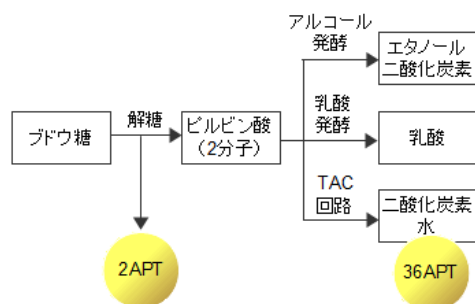 アルコール
発酵
エタノール
二酸化炭素
ブドウ糖
解糖
ピルビン酸
(2分子)
乳酸
発酵
乳酸
TAC
回路
二酸化炭素
水
2APT
36APT